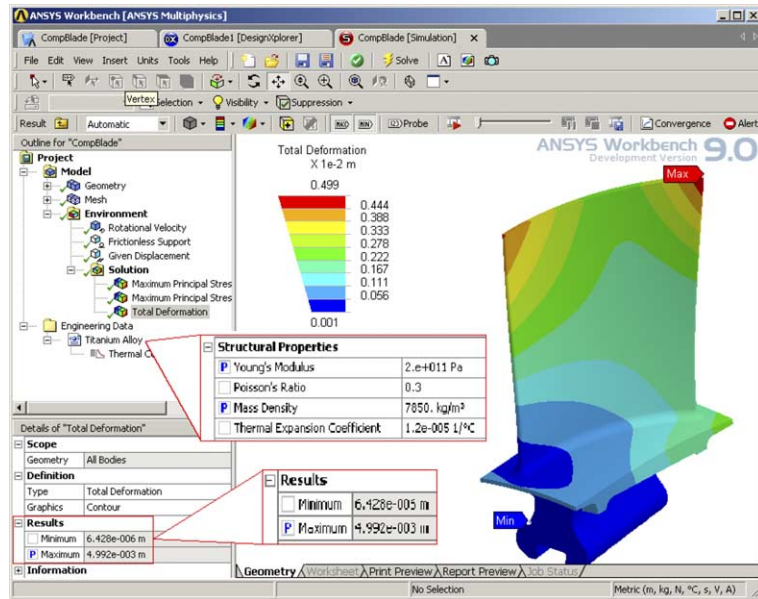 ANSYS Workbench [ANSYS Multiphysics]
CompBlade [Project] CompBlade1 [DesignXplorer] CompBlade [Simulation]
File Edit View Insert Units Tools Help Solve
Vertex Selection Visibility Suppression
Result Automatic MAX MIN Probe Convergence Alert
Outline for "CompBlade"
Project
Model
Geometry
Mesh
Environment
Rotational Velocity
Frictionless Support
Given Displacement
Solution
Maximum Principal Stres
Maximum Principal Stres
Total Deformation
Engineering Data
Titanium Alloy
Thermal C
Details of "Total Deformation"
Scope
Geometry All Bodies
Definition
Type Total Deformation
Graphics Contour
Results
Minimum 6.428e-006 m
P Maximum 4.992e-003 m
Information
Total Deformation
X 1e-2 m
0.499
0.444
0.388
0.333
0.278
0.222
0.167
0.111
0.056
0.001
ANSYS Workbench 9.0
Development Version
Max
Min
Structural Properties
P Young's Modulus 2.e+011 Pa
Poisson's Ratio 0.3
P Mass Density 7850. kg/m³
Thermal Expansion Coefficient 1.2e-005 1/°C
Results
Minimum 6.428e-006 m
P Maximum 4.992e-003 m
Geometry Worksheet Print Preview Report Preview Job Status
No Selection Metric (m, kg, N, °C, s, V, A)